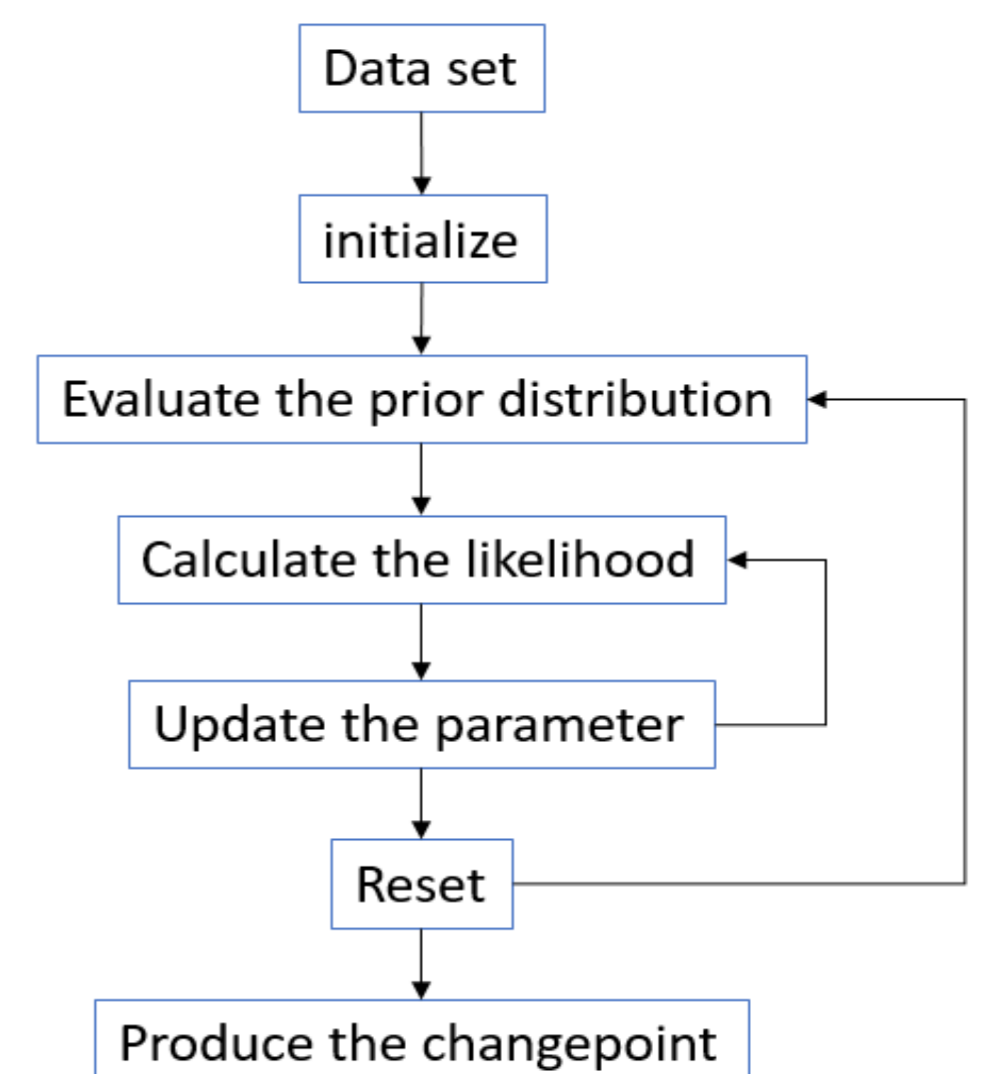 Data set
initialize
Evaluate the prior distribution
Calculate the likelihood
Update the parameter
Reset
Produce the changepoint